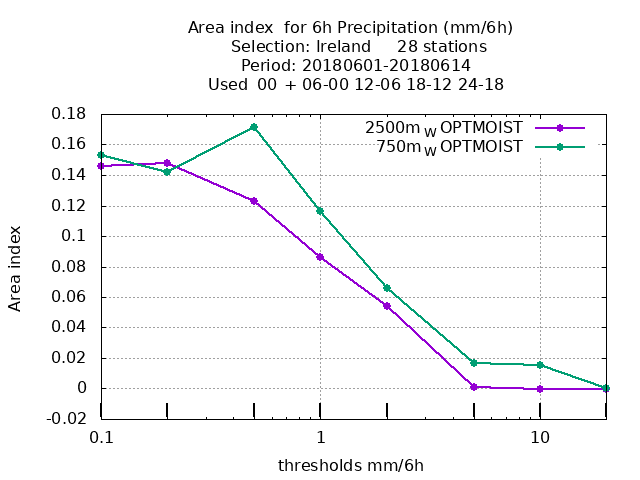 Area index  for 6h Precipitation (mm/6h)
Selection: Ireland     28 stations
Period: 20180601-20180614
Used  00 + 06-00 12-06 18-12 24-18
2500m W OPTMOIST
750m W OPTMOIST
0.18
0.16
0.14
0.12
0.1
0.08
0.06
0.04
0.02
0
-0.02
Area index
0.1 1 10
thresholds mm/6h